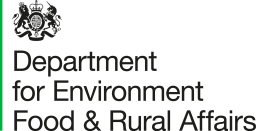 Department
for Environment
Food & Rural Affairs